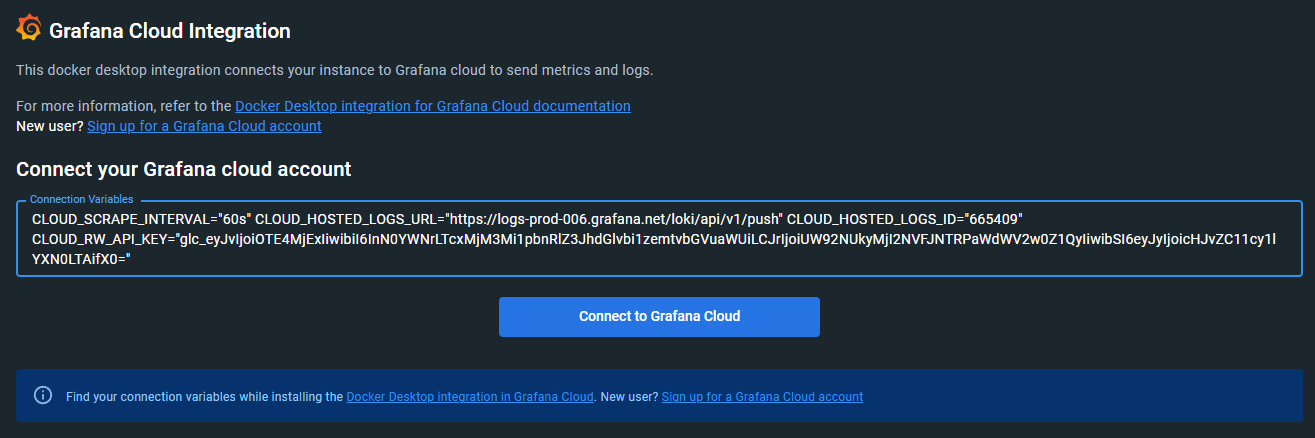 Grafana Cloud Integration
This docker desktop integration connects your instance to Grafana cloud to send metrics and logs.
For more information, refer to the Docker Desktop integration for Grafana Cloud documentation
New user? Sign up for a Grafana Cloud account
Connect your Grafana cloud account
Connection Variables
CLOUD_SCRAPE_INTERVAL="60s" CLOUD_HOSTED_LOGS_URL="https://logs-prod-006.grafana.net/loki/api/v1/push" CLOUD_HOSTED_LOGS_ID="665409"
CLOUD_RW_API_KEY="glc_eyJvIjoiOTE4MjExIiwibiI6InN0YWNrLTcxMjM3Mi1pbnRlZ3JhdGlvbi1zemtvbGVuaWUiLCJrIjoiUW92NUkyMjI2NVFJNTRPaWdWV2w0Z1QyIiwibSI6eyJyIjoicHJvZC11cy1l
YXN0LTAifX0="
Connect to Grafana Cloud
Find your connection variables while installing the Docker Desktop integration in Grafana Cloud. New user? Sign up for a Grafana Cloud account